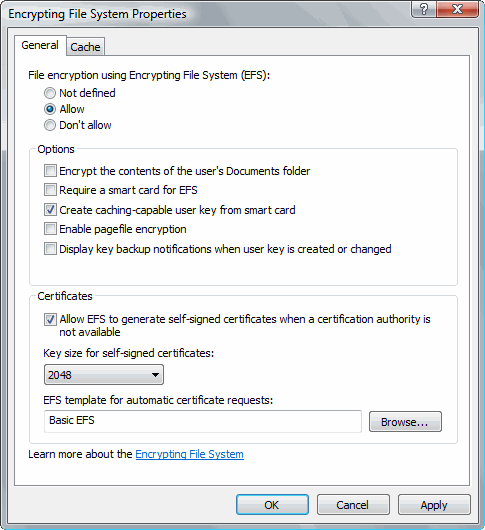 Encrypting File System Properties
General Cache
File encryption using Encrypting File System (EFS):
Not defined
Allow
Don't allow
Options
Encrypt the contents of the user's Documents folder
Require a smart card for EFS
Create caching-capable user key from smart card
Enable pagefile encryption
Display key backup notifications when user key is created or changed
Certificates
Allow EFS to generate self-signed certificates when a certification authority is
not available
Key size for self-signed certificates:
2048
EFS template for automatic certificate requests:
Basic EFS Browse...
Learn more about the Encrypting File System
OK Cancel Apply